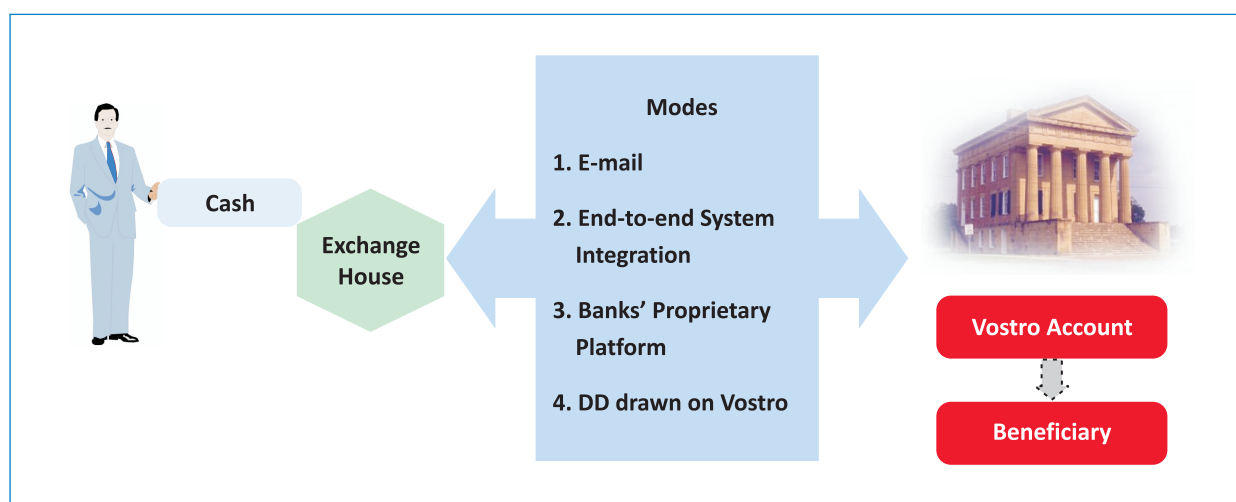 Cash
Exchange
House
Modes
1. E-mail
2. End-to-end System
Integration
3. Banks’ Proprietary
Platform
4. DD drawn on Vostro
Vostro Account
Beneficiary